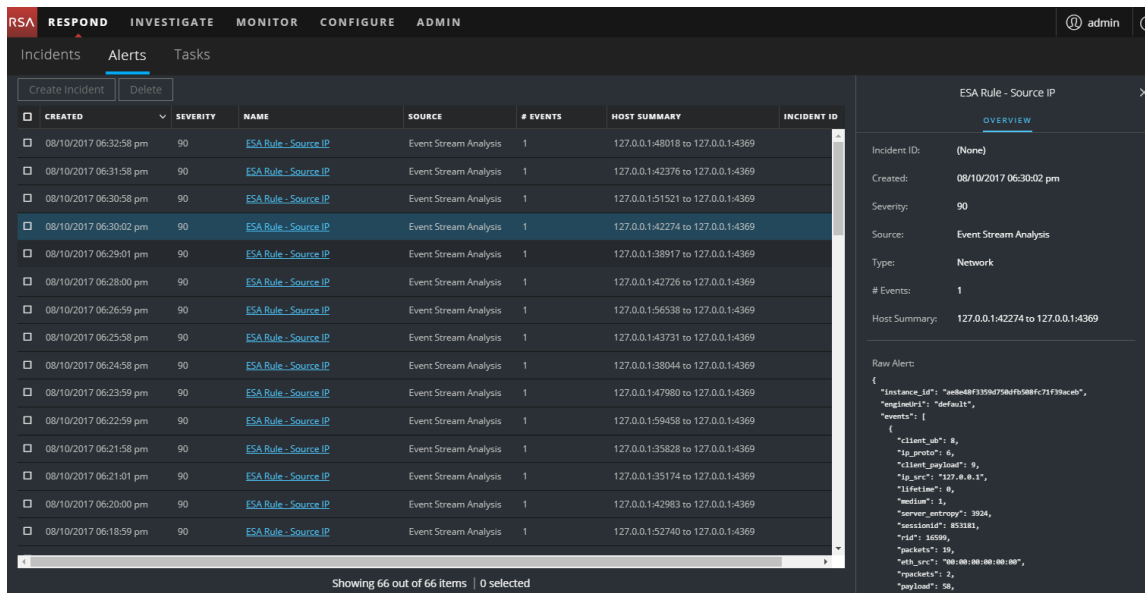 RSA RESPOND INVESTIGATE MONITOR CONFIGURE ADMIN admin
Incidents Alerts Tasks
Create Incident Delete
CREATED SEVERITY NAME SOURCE # EVENTS HOST SUMMARY INCIDENT ID
08/10/2017 06:32:58 pm 90 ESA Rule - Source IP Event Stream Analysis 1 127.0.0.1:48018 to 127.0.0.1:4369
08/10/2017 06:31:58 pm 90 ESA Rule - Source IP Event Stream Analysis 1 127.0.0.1:42376 to 127.0.0.1:4369
08/10/2017 06:30:58 pm 90 ESA Rule - Source IP Event Stream Analysis 1 127.0.0.1:51521 to 127.0.0.1:4369
08/10/2017 06:30:02 pm 90 ESA Rule - Source IP Event Stream Analysis 1 127.0.0.1:42274 to 127.0.0.1:4369
08/10/2017 06:29:01 pm 90 ESA Rule - Source IP Event Stream Analysis 1 127.0.0.1:38917 to 127.0.0.1:4369
08/10/2017 06:28:00 pm 90 ESA Rule - Source IP Event Stream Analysis 1 127.0.0.1:42726 to 127.0.0.1:4369
08/10/2017 06:26:59 pm 90 ESA Rule - Source IP Event Stream Analysis 1 127.0.0.1:56538 to 127.0.0.1:4369
08/10/2017 06:25:58 pm 90 ESA Rule - Source IP Event Stream Analysis 1 127.0.0.1:43731 to 127.0.0.1:4369
08/10/2017 06:24:58 pm 90 ESA Rule - Source IP Event Stream Analysis 1 127.0.0.1:38044 to 127.0.0.1:4369
08/10/2017 06:23:59 pm 90 ESA Rule - Source IP Event Stream Analysis 1 127.0.0.1:47980 to 127.0.0.1:4369
08/10/2017 06:22:59 pm 90 ESA Rule - Source IP Event Stream Analysis 1 127.0.0.1:59458 to 127.0.0.1:4369
08/10/2017 06:21:58 pm 90 ESA Rule - Source IP Event Stream Analysis 1 127.0.0.1:35828 to 127.0.0.1:4369
08/10/2017 06:21:01 pm 90 ESA Rule - Source IP Event Stream Analysis 1 127.0.0.1:35174 to 127.0.0.1:4369
08/10/2017 06:20:00 pm 90 ESA Rule - Source IP Event Stream Analysis 1 127.0.0.1:42983 to 127.0.0.1:4369
08/10/2017 06:18:59 pm 90 ESA Rule - Source IP Event Stream Analysis 1 127.0.0.1:52740 to 127.0.0.1:4369
Showing 66 out of 66 items | 0 selected
ESA Rule - Source IP
OVERVIEW
Incident ID: (None)
Created: 08/10/2017 06:30:02 pm
Severity: 90
Source: Event Stream Analysis
Type: Network
# Events: 1
Host Summary: 127.0.0.1:42274 to 127.0.0.1:4369
Raw Alert:
{
"instance_id": "ae8e48f3359d750dfb508fc71f39aceb",
"engineUri": "default",
"events": [
{
"client_ub": 8,
"ip_proto": 6,
"client_payload": 9,
"ip_src": "127.0.0.1",
"lifetime": 0,
"medium": 1,
"server_entropy": 3924,
"sessionid": 853181,
"rid": 16599,
"packets": 19,
"eth_src": "00:00:00:00:00:00",
"rpackets": 2,
"payload": 58,